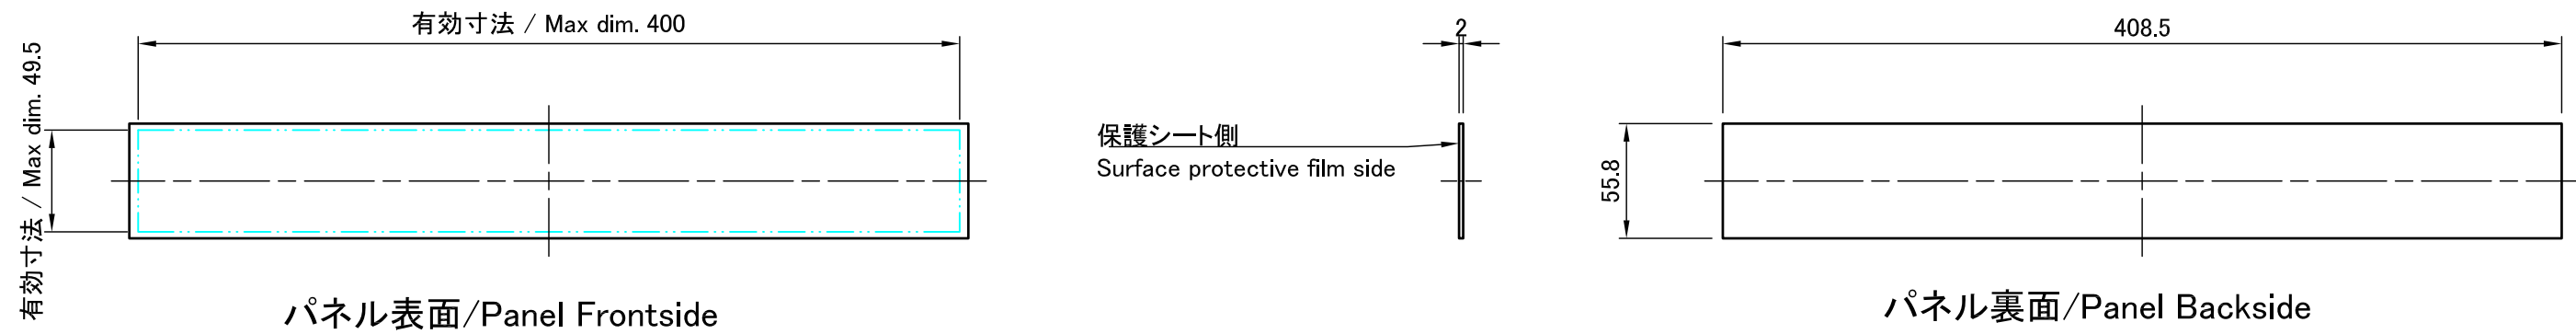 有効寸法 / Max dim. 400
有効寸法 / Max dim. 49.5
パネル表面/Panel Frontside
2
保護シート側
Surface protective film side
408.5
55.8
パネル裏面/Panel Backside